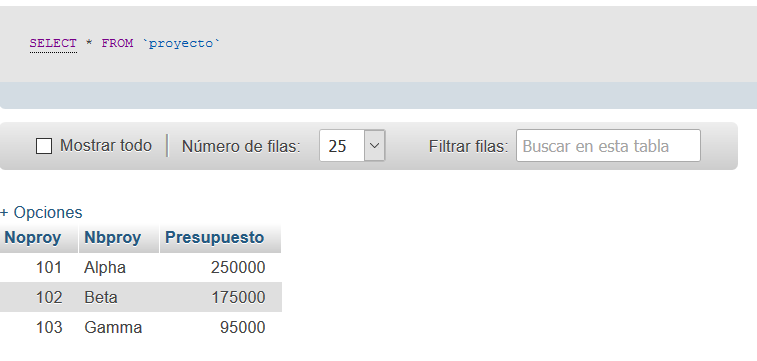 SELECT * FROM `proyecto`
Mostrar todo Número de filas: 25 Filtrar filas: Buscar en esta tabla
+ Opciones
Noproy Nbproy Presupuesto
101 Alpha 250000
102 Beta 175000
103 Gamma 95000